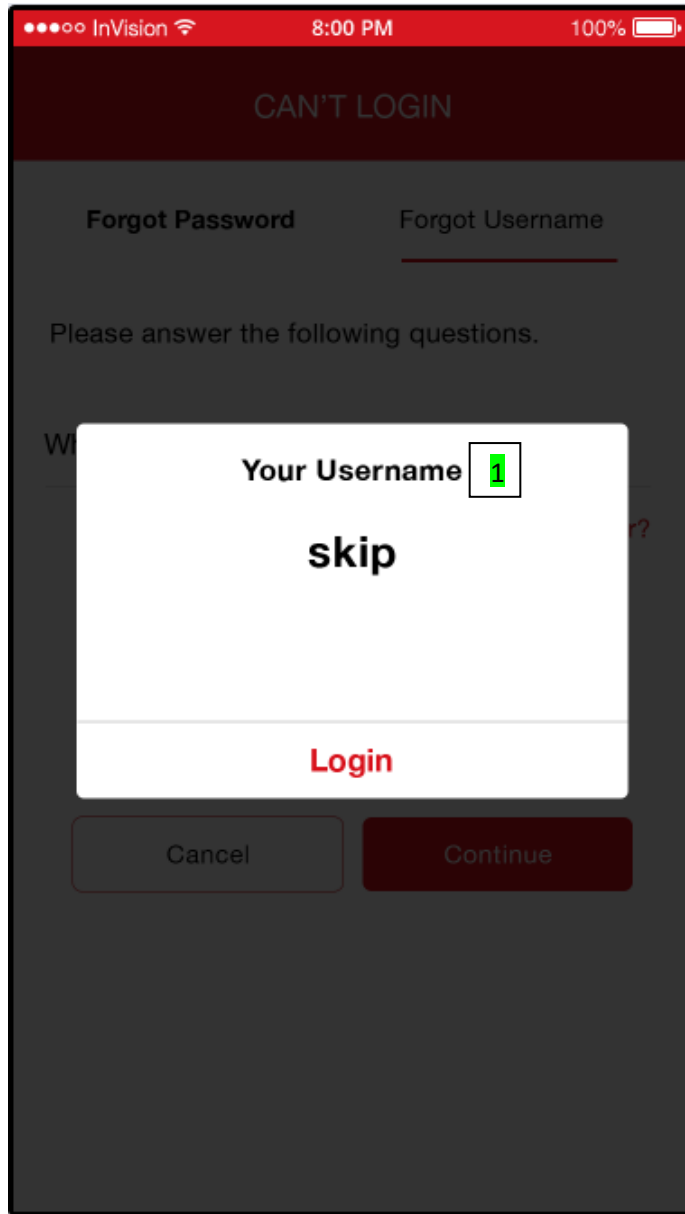 ●●●○○ InVision 8:00 PM 100%
CAN'T LOGIN
Forgot Password Forgot Username
Please answer the following questions.
Your Username 1
r?
skip
Login
Cancel Continue